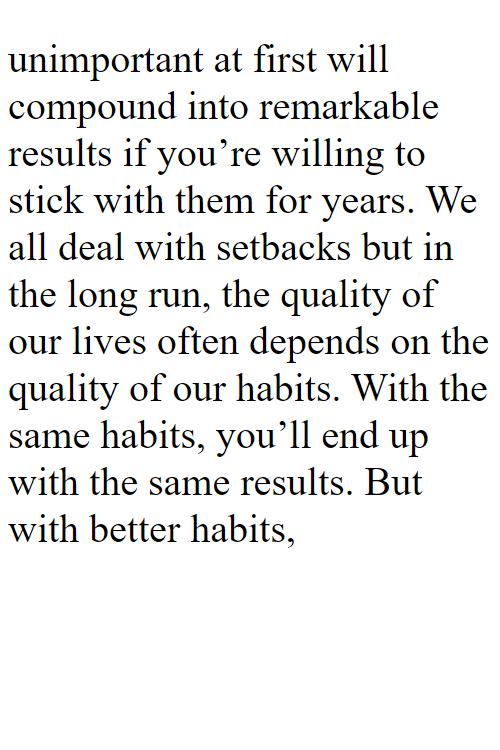 unimportant at first will
compound into remarkable
results if you’re willing to
stick with them for years. We
all deal with setbacks but in
the long run, the quality of
our lives often depends on the
quality of our habits. With the
same habits, you’ll end up
with the same results. But
with better habits,